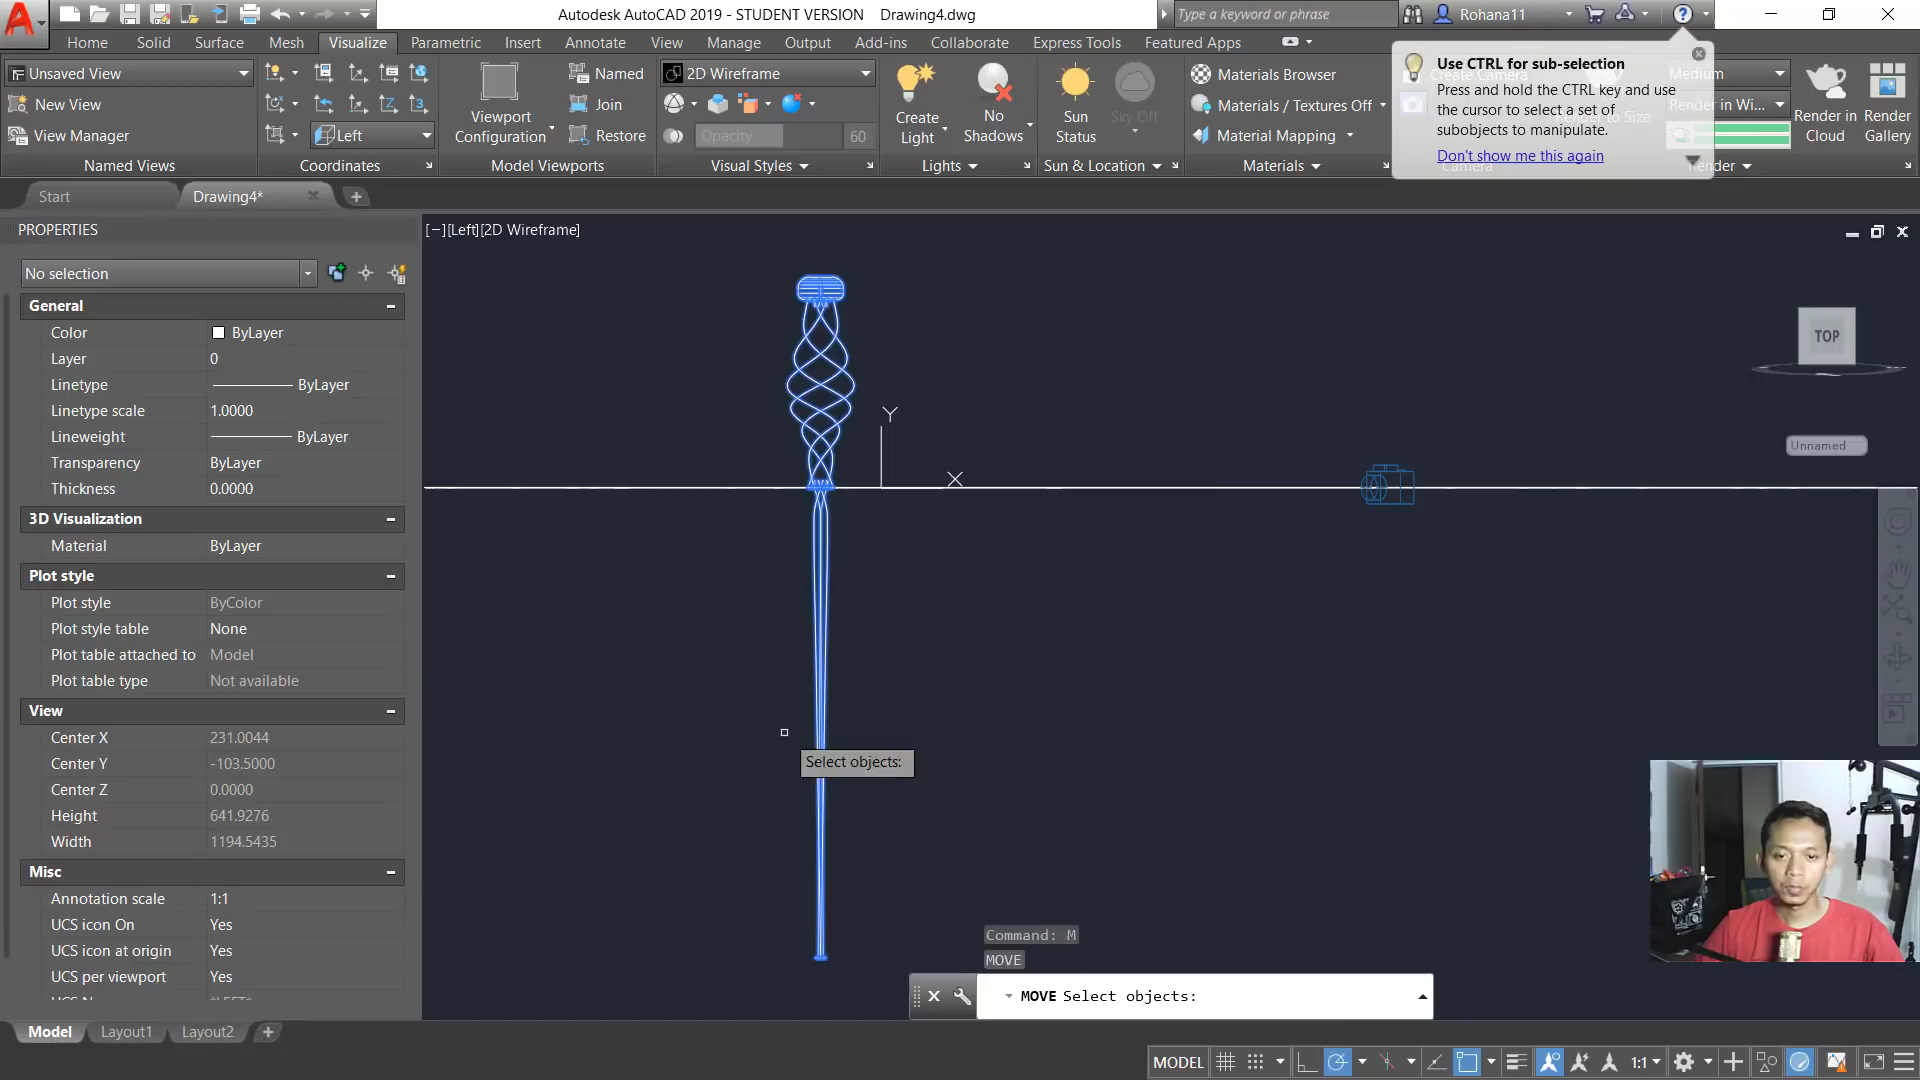 Autodesk AutoCAD 2019 - STUDENT VERSION Drawing4.dwg
Type a keyword or phrase
Rohana11
Home Solid Surface Mesh Visualize Parametric Insert Annotate View Manage Output Add-ins Collaborate Express Tools Featured Apps
Unsaved View
New View
View Manager
Named Views
Left
Coordinates
Viewport
Configuration
Named
Join
Restore
Model Viewports
2D Wireframe
Opacity 60
Visual Styles
Create
Light
No
Shadows
Lights
Sun
Status
Sky Off
Sun & Location
Materials Browser
Materials / Textures Off
Material Mapping
Materials
Use CTRL for sub-selection
Press and hold the CTRL key and use
the cursor to select a set of
subobjects to manipulate.
Don't show me this again
Create Camera
Camera
Medium
Render in Wi...
Render to Size
Render in
Cloud
Render
Gallery
Render
Start
Drawing4*
PROPERTIES
No selection
General
Color ByLayer
Layer 0
Linetype ByLayer
Linetype scale 1.0000
Lineweight ByLayer
Transparency ByLayer
Thickness 0.0000
3D Visualization
Material ByLayer
Plot style
Plot style ByColor
Plot style table None
Plot table attached to Model
Plot table type Not available
View
Center X 231.0044
Center Y -103.5000
Center Z 0.0000
Height 641.9276
Width 1194.5435
Misc
Annotation scale 1:1
UCS icon On Yes
UCS icon at origin Yes
UCS per viewport Yes
[−][Left][2D Wireframe]
Y
X
TOP
Unnamed
Select objects:
Command: M
MOVE
MOVE Select objects:
Model Layout1 Layout2
MODEL 1:1